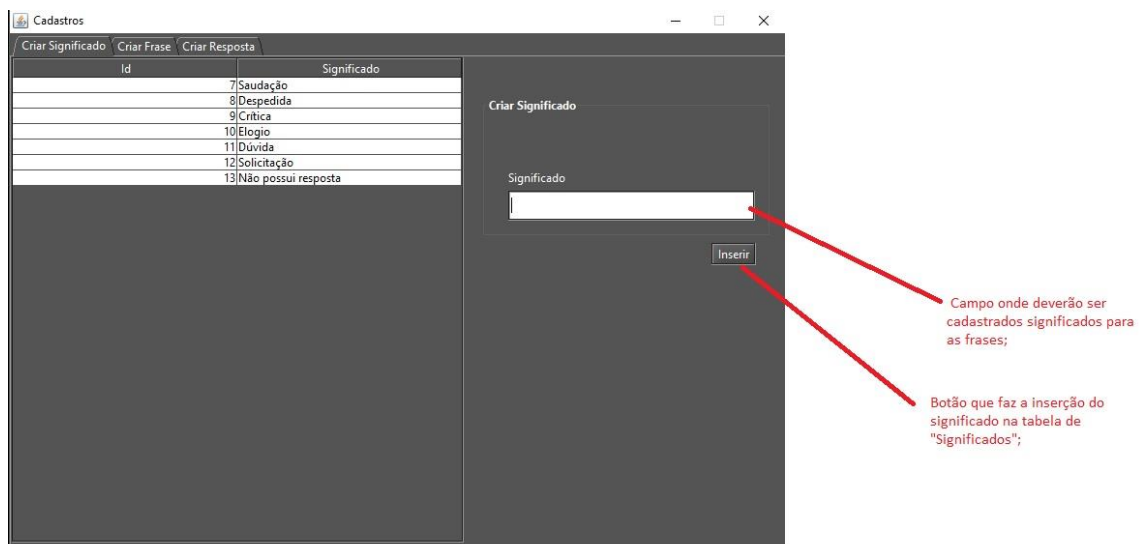 Cadastros
Criar Significado Criar Frase Criar Resposta
Id Significado
7 Saudação
8 Despedida
9 Crítica
10 Elogio
11 Dúvida
12 Solicitação
13 Não possui resposta
Criar Significado
Significado
Inserir
Campo onde deverão ser
cadastrados significados para
as frases;
Botão que faz a inserção do
significado na tabela de
"Significados";